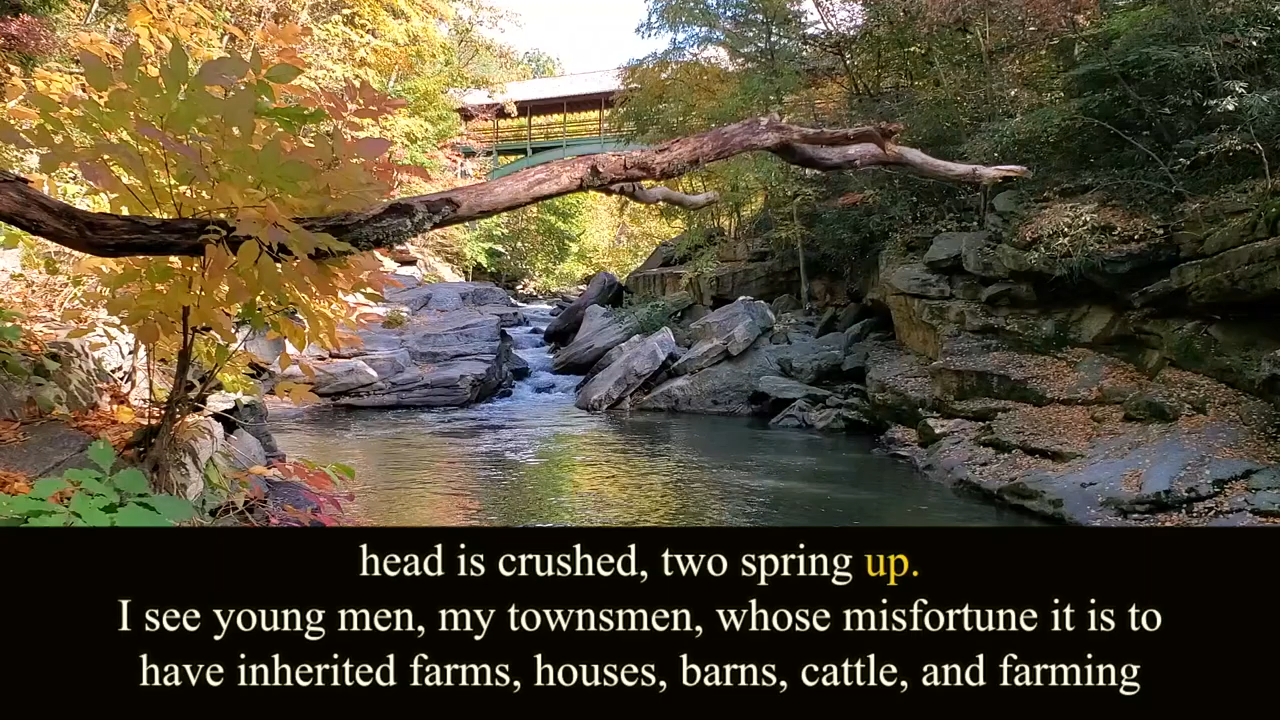 head is crushed, two spring up.
I see young men, my townsmen, whose misfortune it is to
have inherited farms, houses, barns, cattle, and farming